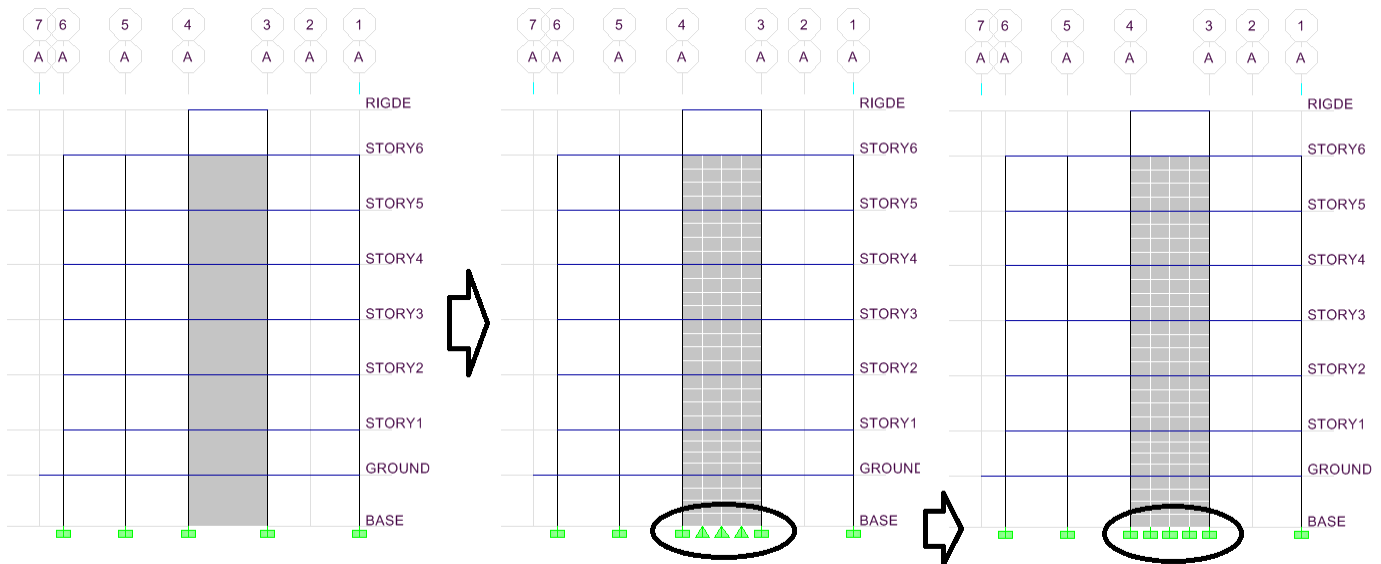 7 6 5 4 3 2 1
A A A A A A A
RIGDE
STORY6
STORY5
STORY4
STORY3
STORY2
STORY1
GROUND
BASE
7 6 5 4 3 2 1
A A A A A A A
RIGDE
STORY6
STORY5
STORY4
STORY3
STORY2
STORY1
GROUND
BASE
7 6 5 4 3 2 1
A A A A A A A
RIGDE
STORY6
STORY5
STORY4
STORY3
STORY2
STORY1
GROUND
BASE